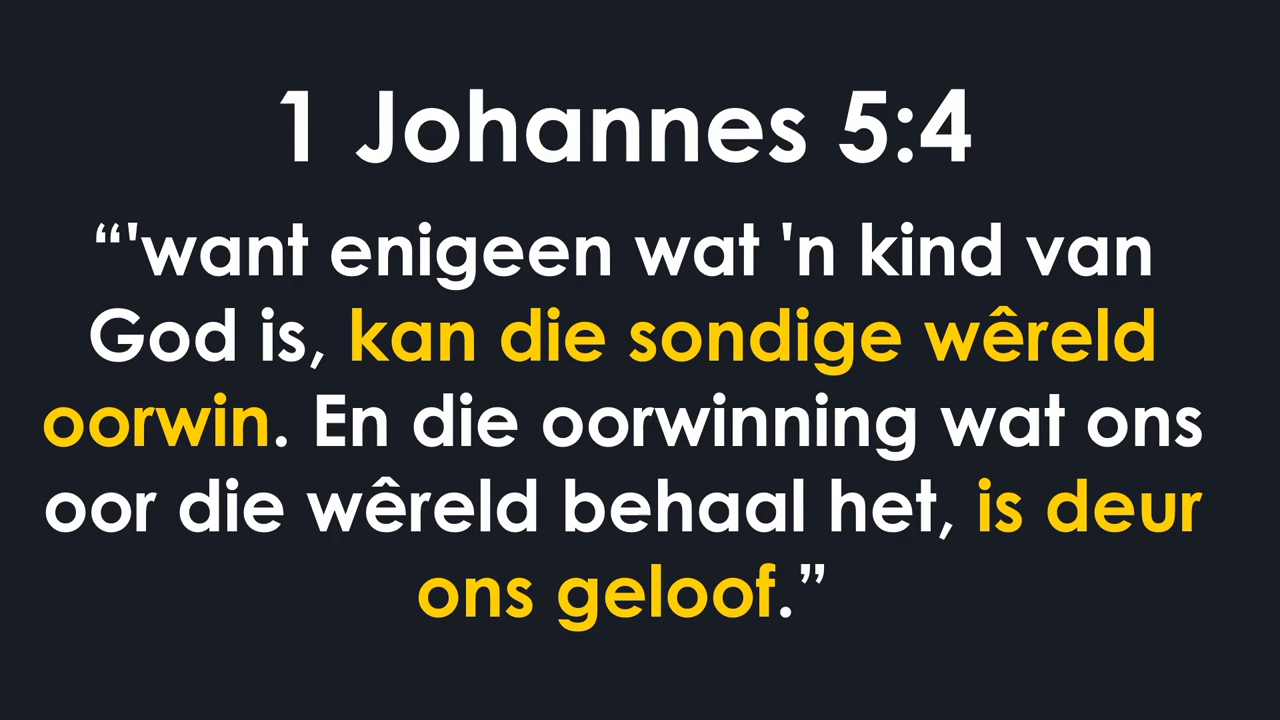 1 Johannes 5:4
“'want enigeen wat 'n kind van
God is, kan die sondige wêreld
oorwin. En die oorwinning wat ons
oor die wêreld behaal het, is deur
ons geloof.”